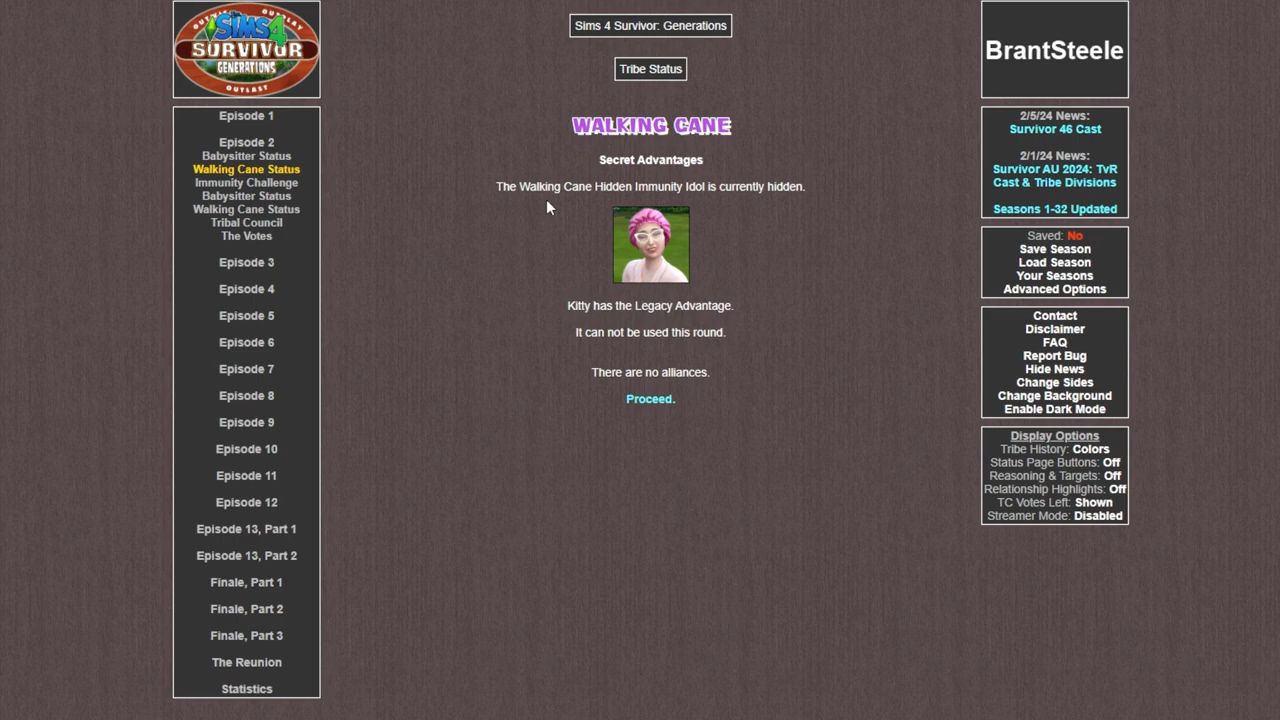 OUTWIT OUTPLAY
THE SIMS 4
SURVIVOR
GENERATIONS
OUTLAST
Episode 1
Episode 2
Babysitter Status
Walking Cane Status
Immunity Challenge
Babysitter Status
Walking Cane Status
Tribal Council
The Votes
Episode 3
Episode 4
Episode 5
Episode 6
Episode 7
Episode 8
Episode 9
Episode 10
Episode 11
Episode 12
Episode 13, Part 1
Episode 13, Part 2
Finale, Part 1
Finale, Part 2
Finale, Part 3
The Reunion
Statistics
Sims 4 Survivor: Generations
Tribe Status
WALKING CANE
Secret Advantages
The Walking Cane Hidden Immunity Idol is currently hidden.
Kitty has the Legacy Advantage.
It can not be used this round.
There are no alliances.
Proceed.
BrantSteele
2/5/24 News:
Survivor 46 Cast
2/1/24 News:
Survivor AU 2024: TvR
Cast & Tribe Divisions
Seasons 1-32 Updated
Saved: No
Save Season
Load Season
Your Seasons
Advanced Options
Contact
Disclaimer
FAQ
Report Bug
Hide News
Change Sides
Change Background
Enable Dark Mode
Display Options
Tribe History: Colors
Status Page Buttons: Off
Reasoning & Targets: Off
Relationship Highlights: Off
TC Votes Left: Shown
Streamer Mode: Disabled